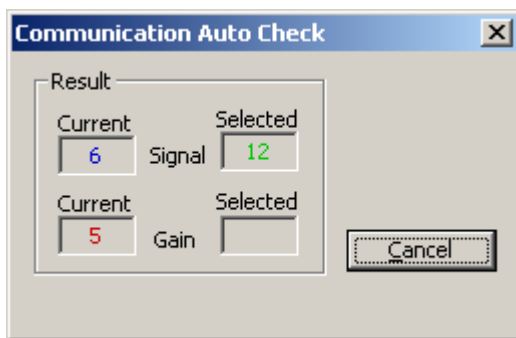 Communication Auto Check
Result
Current Selected
6 Signal 12
Current Selected
5 Gain
Cancel